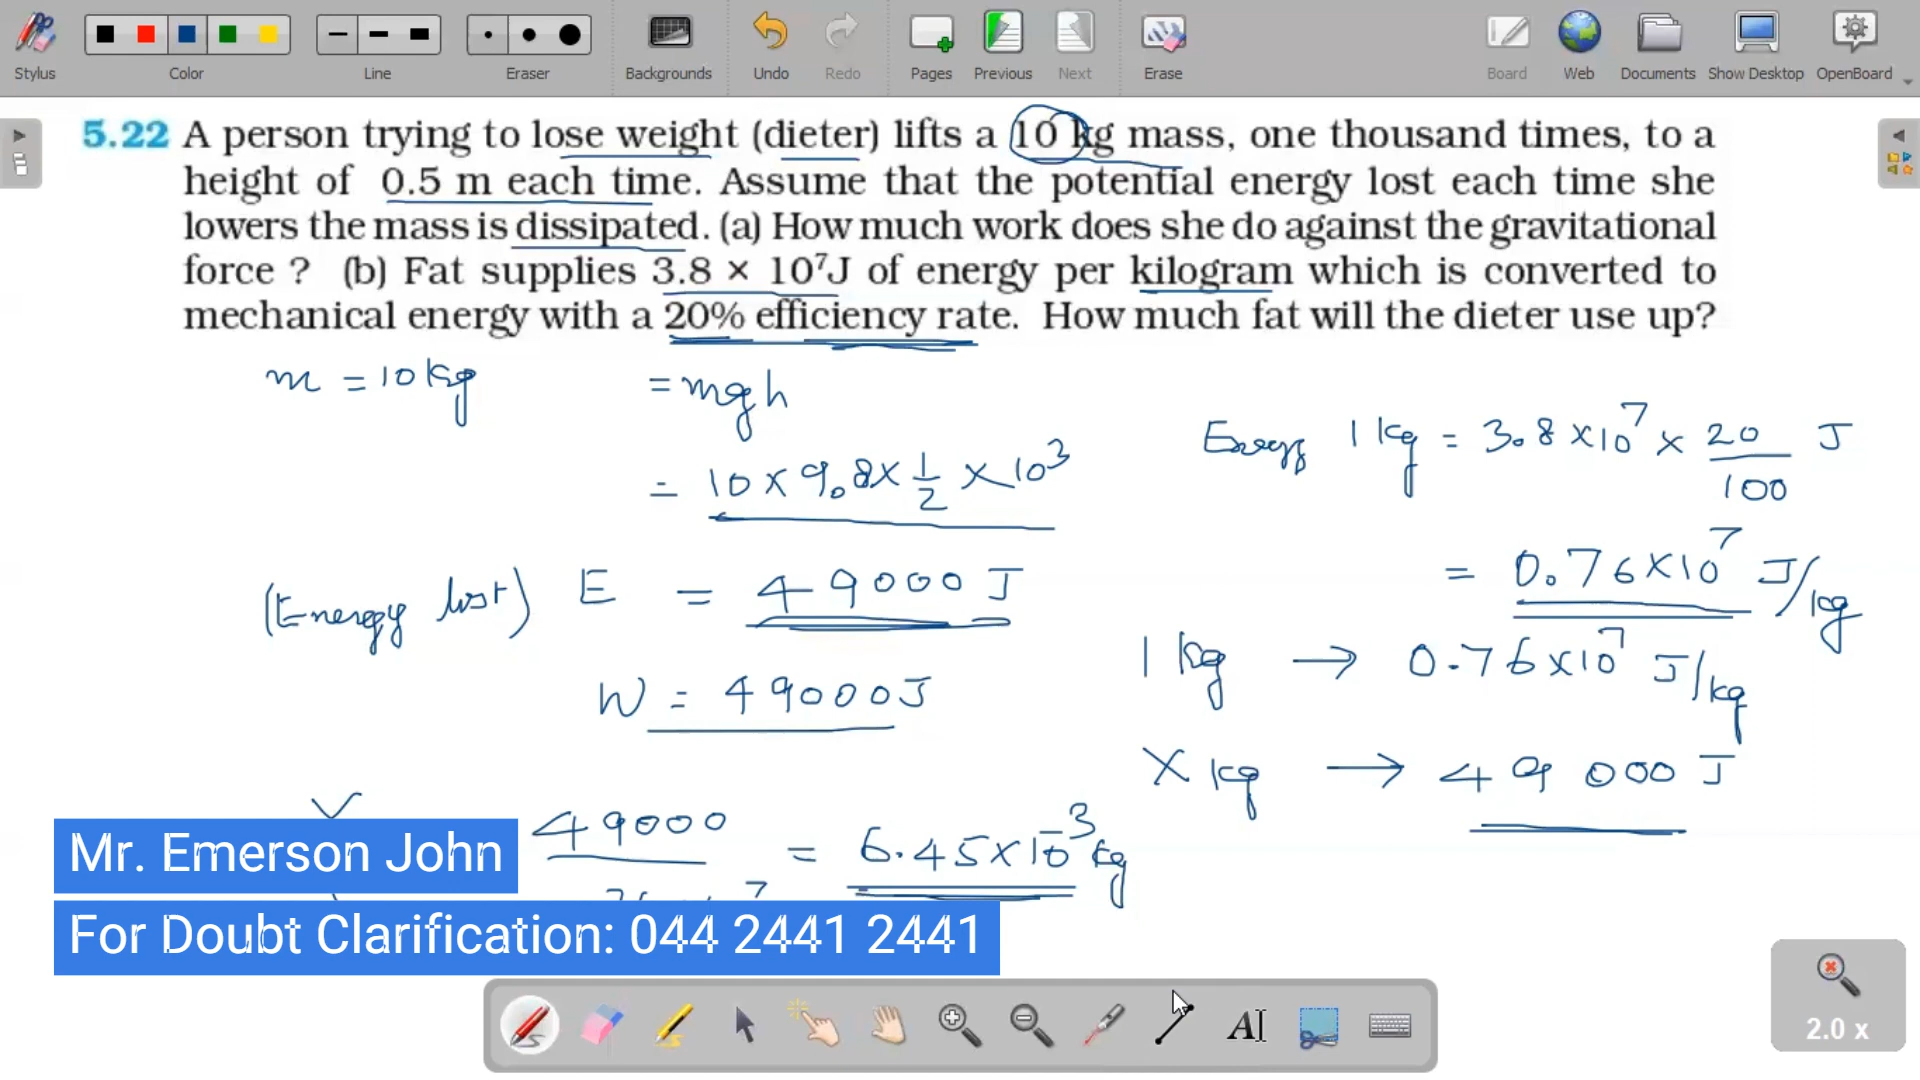 Stylus Color Line Eraser Backgrounds Undo Redo Pages Previous Next Erase Board Web Documents Show Desktop OpenBoard
5.22 A person trying to lose weight (dieter) lifts a 10 kg mass, one thousand times, to a
height of 0.5 m each time. Assume that the potential energy lost each time she
lowers the mass is dissipated. (a) How much work does she do against the gravitational
force ? (b) Fat supplies 3.8 × 10⁷J of energy per kilogram which is converted to
mechanical energy with a 20% efficiency rate. How much fat will the dieter use up?
m = 10 kg
= mgh
= 10 × 9.8 × 1/2 × 10³
(Energy lost) E = 49000 J
W = 49000 J
Energy 1 kg = 3.8 × 10⁷ × 20/100 J
= 0.76 × 10⁷ J/kg
1 kg → 0.76 × 10⁷ J/kg
X kg → 49000 J
49000
= 6.45 × 10⁻³ kg
Mr. Emerson John
For Doubt Clarification: 044 2441 2441
2.0 x